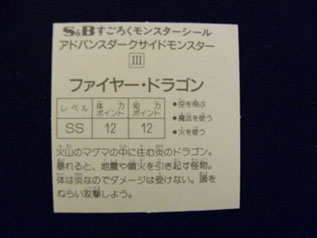 S&Bすごろくモンスターシール
アドバンスダークサイドモンスター
III
ファイヤー・ドラゴン
レベル 体力ポイント 知力ポイント
SS 12 12
●空を飛ぶ
●魔法を使う
●火を使う
火山のマグマの中に住む炎のドラゴン。
暴れると、地震や噴火を引き起す怪物。
体は炎なのでダメージは受けない。頭を
ねらい攻撃しよう。